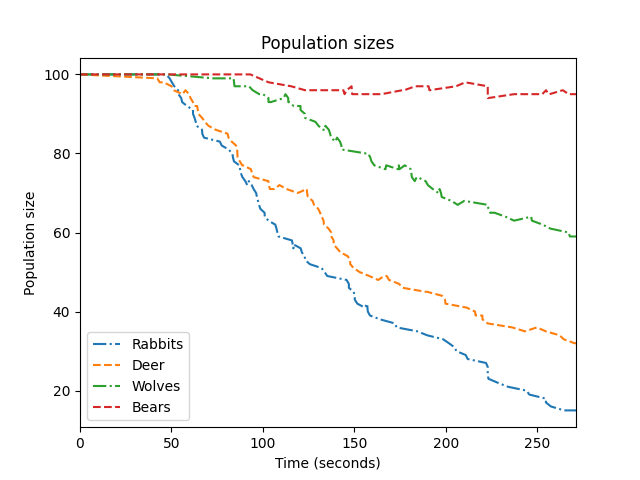 Population sizes
Population size
100
80
60
40
20
Rabbits
Deer
Wolves
Bears
0
50
100
150
200
250
Time (seconds)